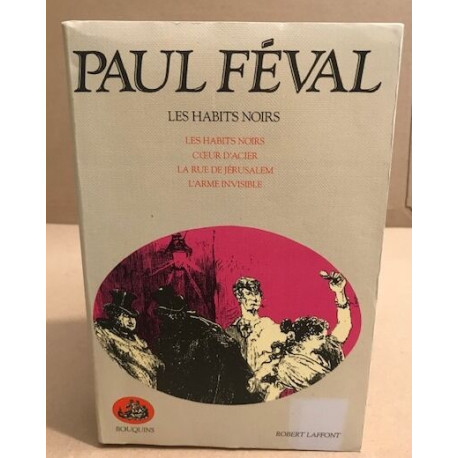 PAUL FÉVAL
LES HABITS NOIRS
LES HABITS NOIRS
CŒUR D'ACIER
LA RUE DE JÉRUSALEM
L'ARME INVISIBLE
BOUQUINS
ROBERT LAFFONT